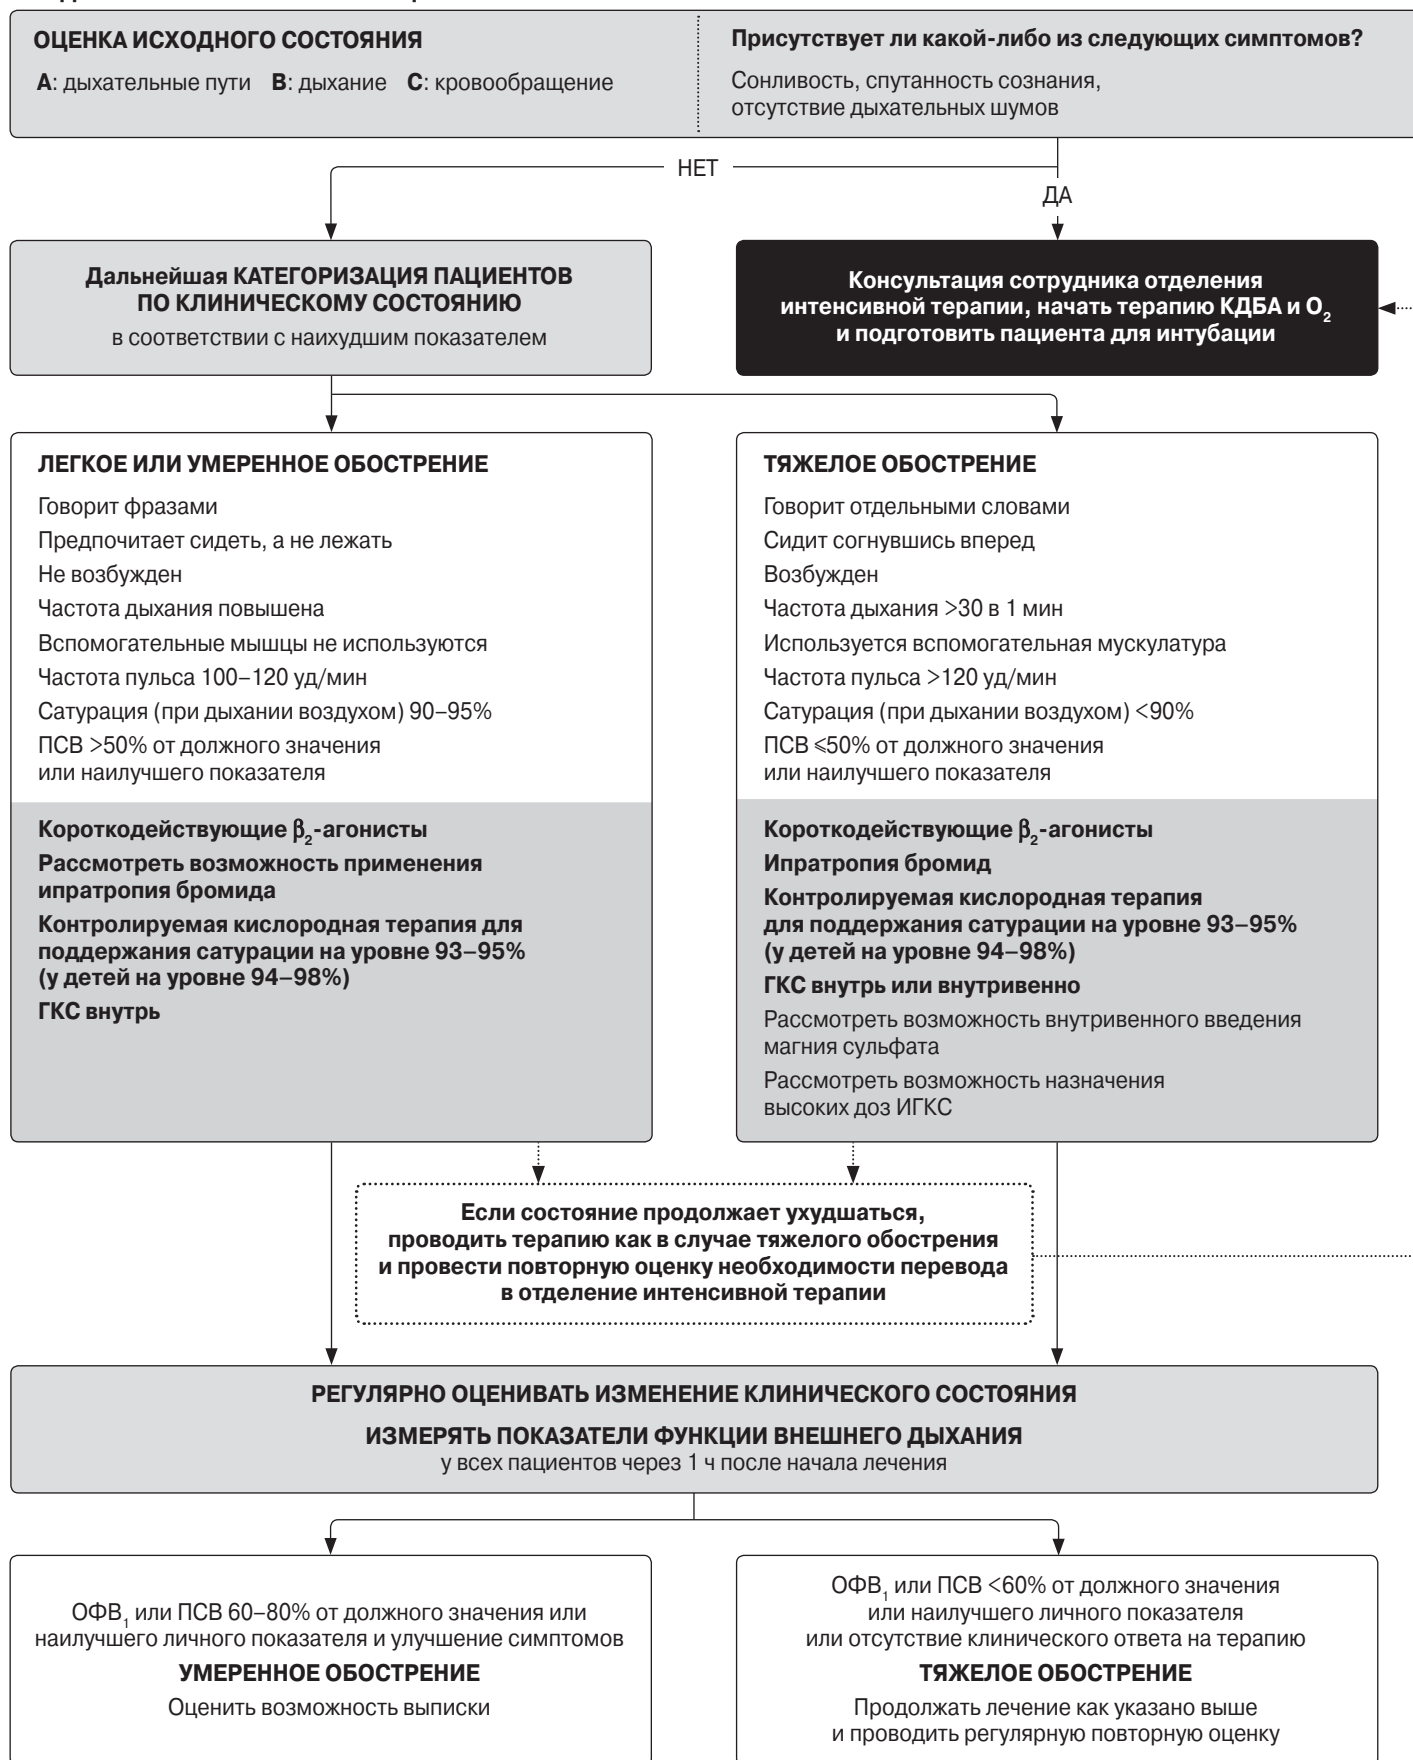 ОЦЕНКА ИСХОДНОГО СОСТОЯНИЯ
A: дыхательные пути B: дыхание C: кровообращение
Присутствует ли какой-либо из следующих симптомов?
Сонливость, спутанность сознания,
отсутствие дыхательных шумов
НЕТ
ДА
Дальнейшая КАТЕГОРИЗАЦИЯ ПАЦИЕНТОВ
ПО КЛИНИЧЕСКОМУ СОСТОЯНИЮ
в соответствии с наихудшим показателем
Консультация сотрудника отделения
интенсивной терапии, начать терапию КДБА и O₂
и подготовить пациента для интубации
ЛЕГКОЕ ИЛИ УМЕРЕННОЕ ОБОСТРЕНИЕ
Говорит фразами
Предпочитает сидеть, а не лежать
Не возбужден
Частота дыхания повышена
Вспомогательные мышцы не используются
Частота пульса 100–120 уд/мин
Сатурация (при дыхании воздухом) 90–95%
ПСВ >50% от должного значения
или наилучшего показателя
Короткодействующие β₂-агонисты
Рассмотреть возможность применения
ипратропия бромида
Контролируемая кислородная терапия для
поддержания сатурации на уровне 93–95%
(у детей на уровне 94–98%)
ГКС внутрь
ТЯЖЕЛОЕ ОБОСТРЕНИЕ
Говорит отдельными словами
Сидит согнувшись вперед
Возбужден
Частота дыхания >30 в 1 мин
Используется вспомогательная мускулатура
Частота пульса >120 уд/мин
Сатурация (при дыхании воздухом) <90%
ПСВ ⩽50% от должного значения
или наилучшего показателя
Короткодействующие β₂-агонисты
Ипратропия бромид
Контролируемая кислородная терапия
для поддержания сатурации на уровне 93–95%
(у детей на уровне 94–98%)
ГКС внутрь или внутривенно
Рассмотреть возможность внутривенного введения
магния сульфата
Рассмотреть возможность назначения
высоких доз ИГКС
Если состояние продолжает ухудшаться,
проводить терапию как в случае тяжелого обострения
и провести повторную оценку необходимости перевода
в отделение интенсивной терапии
РЕГУЛЯРНО ОЦЕНИВАТЬ ИЗМЕНЕНИЕ КЛИНИЧЕСКОГО СОСТОЯНИЯ
ИЗМЕРЯТЬ ПОКАЗАТЕЛИ ФУНКЦИИ ВНЕШНЕГО ДЫХАНИЯ
у всех пациентов через 1 ч после начала лечения
ОФВ₁ или ПСВ 60–80% от должного значения или
наилучшего личного показателя и улучшение симптомов
УМЕРЕННОЕ ОБОСТРЕНИЕ
Оценить возможность выписки
ОФВ₁ или ПСВ <60% от должного значения
или наилучшего личного показателя
или отсутствие клинического ответа на терапию
ТЯЖЕЛОЕ ОБОСТРЕНИЕ
Продолжать лечение как указано выше
и проводить регулярную повторную оценку